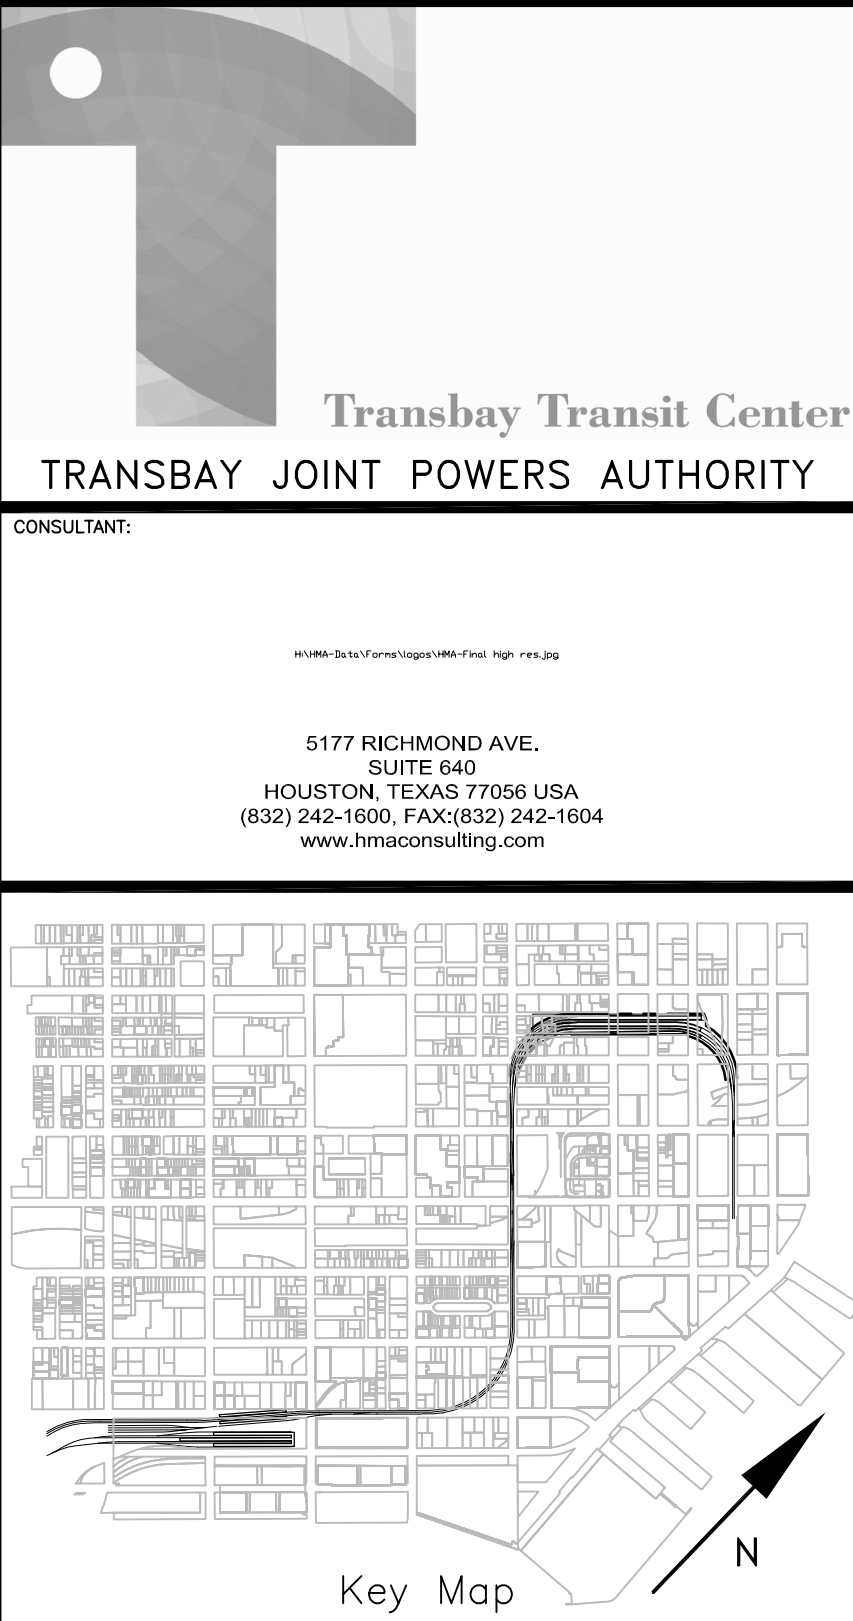 Transbay Transit Center
TRANSBAY JOINT POWERS AUTHORITY
CONSULTANT:
H:\HMA-Data\Forms\logos\HMA-Final high res.jpg
5177 RICHMOND AVE.
SUITE 640
HOUSTON, TEXAS 77056 USA
(832) 242-1600, FAX:(832) 242-1604
www.hmaconsulting.com
N
Key Map